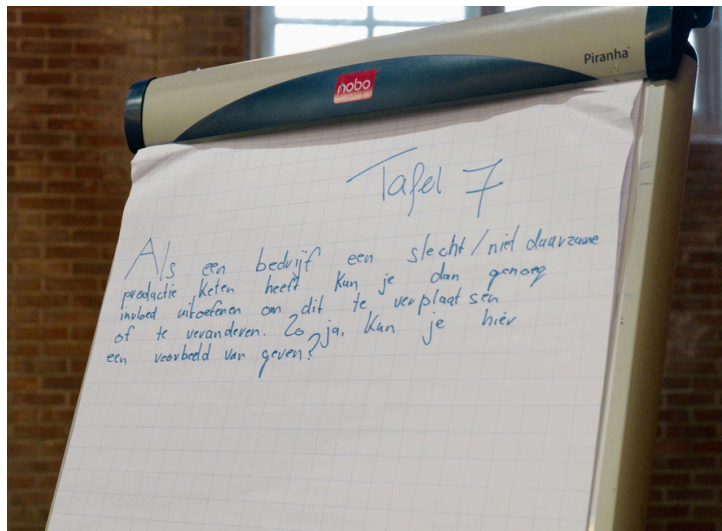 Piranha
nobo
Tafel 7
Als een bedrijf een slecht/niet duurzame
productie keten heeft kun je dan genoeg
invloed uitoefenen om dit te verplaatsen
of te veranderen. Zo ja, kun je hier
een voorbeeld van geven?